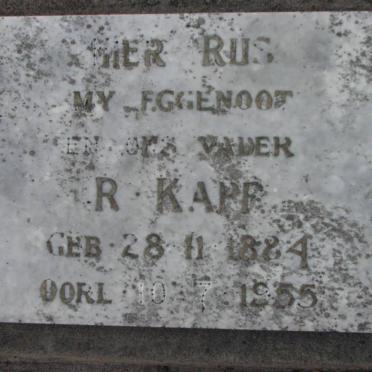 HIER RUS
MY EGGENOOT
EN ONS VADER
R. KAPP
GEB. 28.11.1884
OORL. 10.7.1955